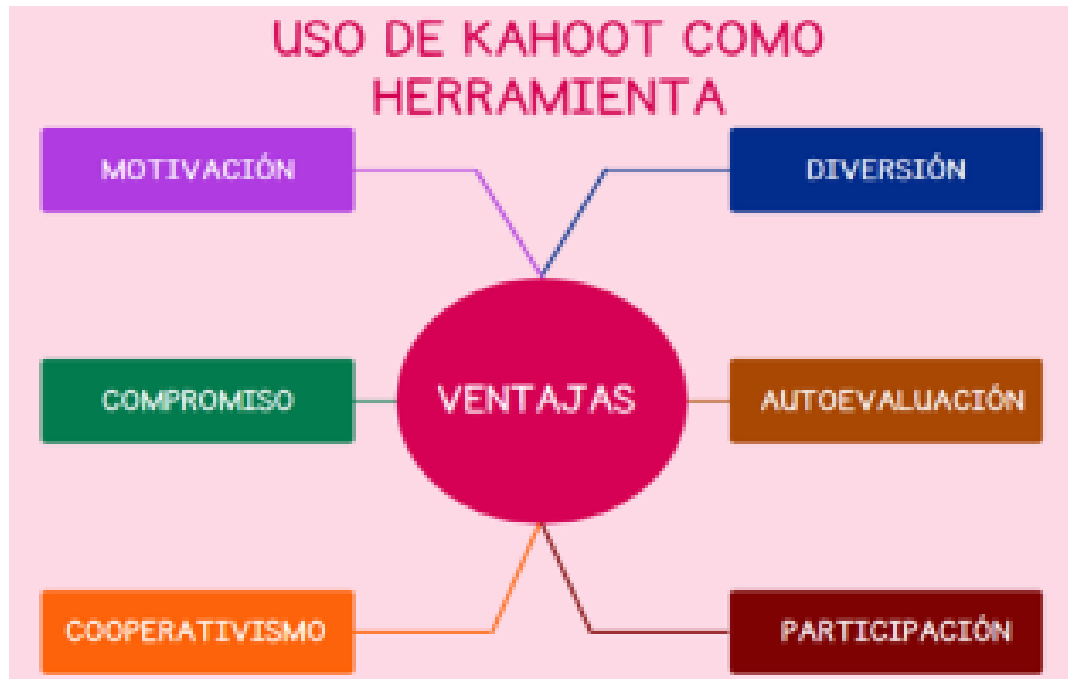 USO DE KAHOOT COMO
HERRAMIENTA
MOTIVACIÓN
DIVERSIÓN
COMPROMISO
VENTAJAS
AUTOEVALUACIÓN
COOPERATIVISMO
PARTICIPACIÓN